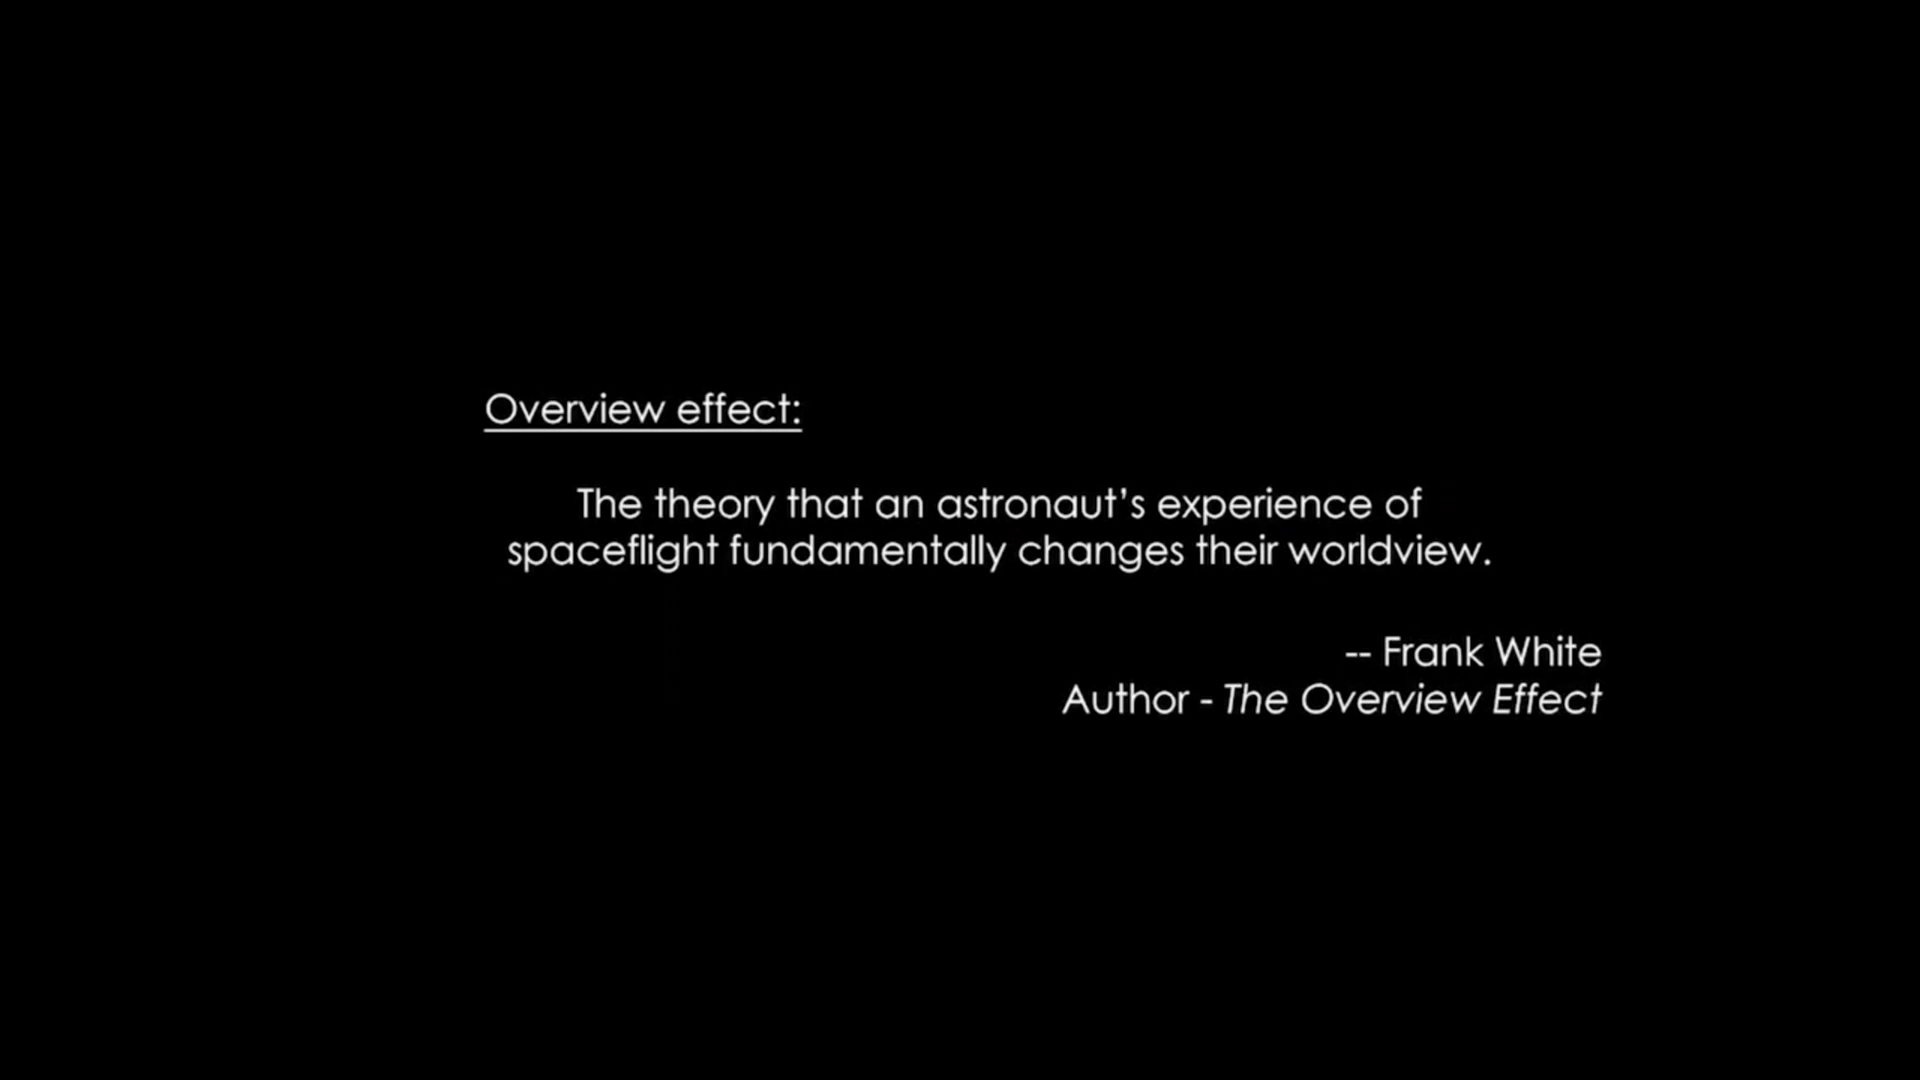 Overview effect:
The theory that an astronaut’s experience of
spaceflight fundamentally changes their worldview.
-- Frank White
Author - The Overview Effect